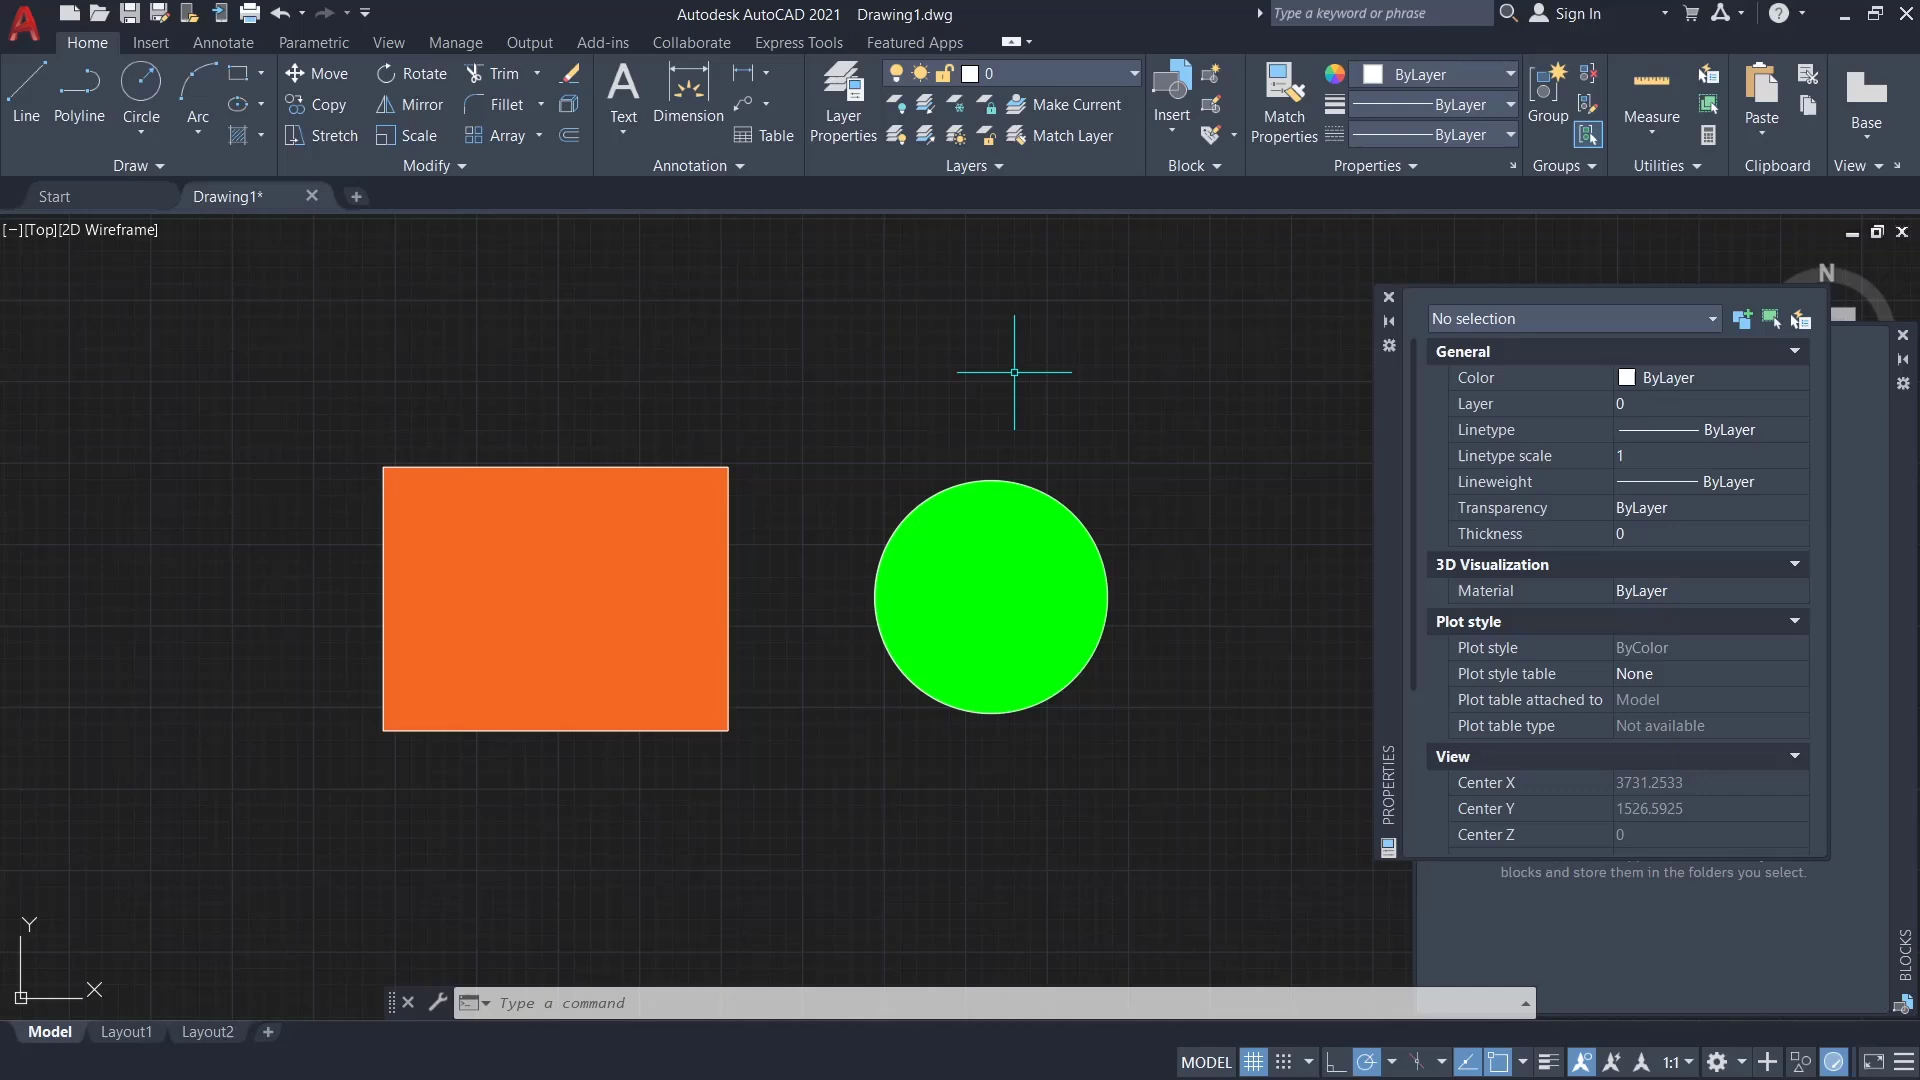 Autodesk AutoCAD 2021 Drawing1.dwg
Type a keyword or phrase
Sign In
Home Insert Annotate Parametric View Manage Output Add-ins Collaborate Express Tools Featured Apps
Line
Polyline
Circle
Arc
Draw
Move
Rotate
Trim
Copy
Mirror
Fillet
Stretch
Scale
Array
Modify
Text
Dimension
Table
Annotation
Layer
Properties
0
Make Current
Match Layer
Layers
Insert
Block
Match
Properties
ByLayer
ByLayer
ByLayer
Properties
Group
Groups
Measure
Utilities
Paste
Clipboard
Base
View
Start
Drawing1*
[−][Top][2D Wireframe]
N
No selection
General
Color ByLayer
Layer 0
Linetype ByLayer
Linetype scale 1
Lineweight ByLayer
Transparency ByLayer
Thickness 0
3D Visualization
Material ByLayer
Plot style
Plot style ByColor
Plot style table None
Plot table attached to Model
Plot table type Not available
View
Center X 3731.2533
Center Y 1526.5925
Center Z 0
PROPERTIES
blocks and store them in the folders you select.
BLOCKS
Y
X
Type a command
Model Layout1 Layout2
MODEL
1:1